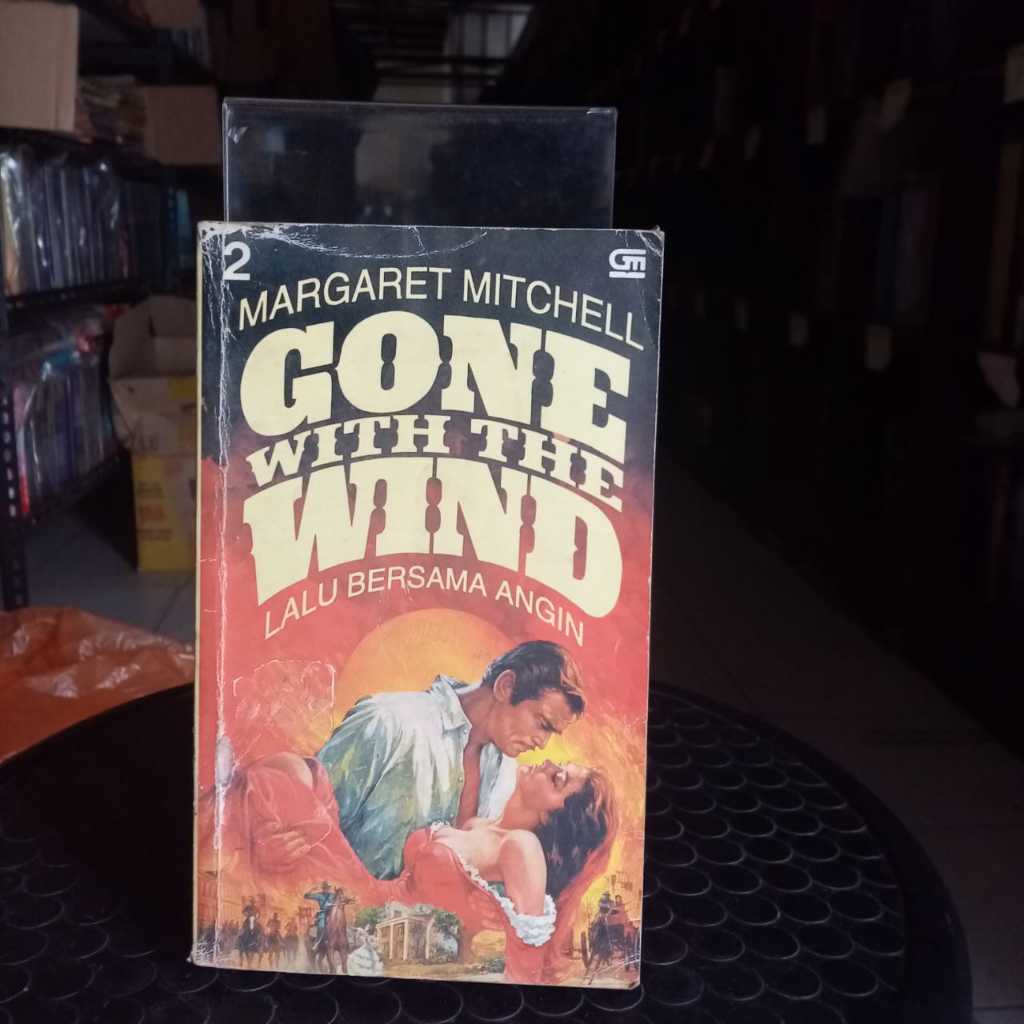 2
GM
MARGARET MITCHELL
GONE
WITH THE
WIND
LALU BERSAMA ANGIN